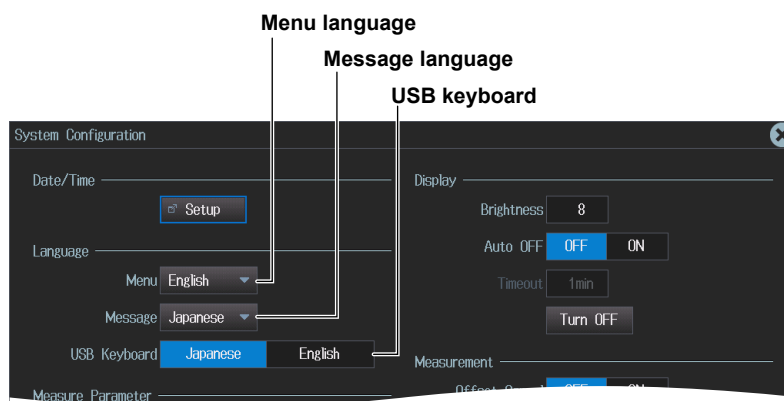 Menu language
Message language
USB keyboard
System Configuration
Date/Time
Setup
Language
Menu English
Message Japanese
USB Keyboard Japanese English
Measure Parameter
Display
Brightness 8
Auto OFF OFF ON
Timeout 1min
Turn OFF
Measurement
OFF ON